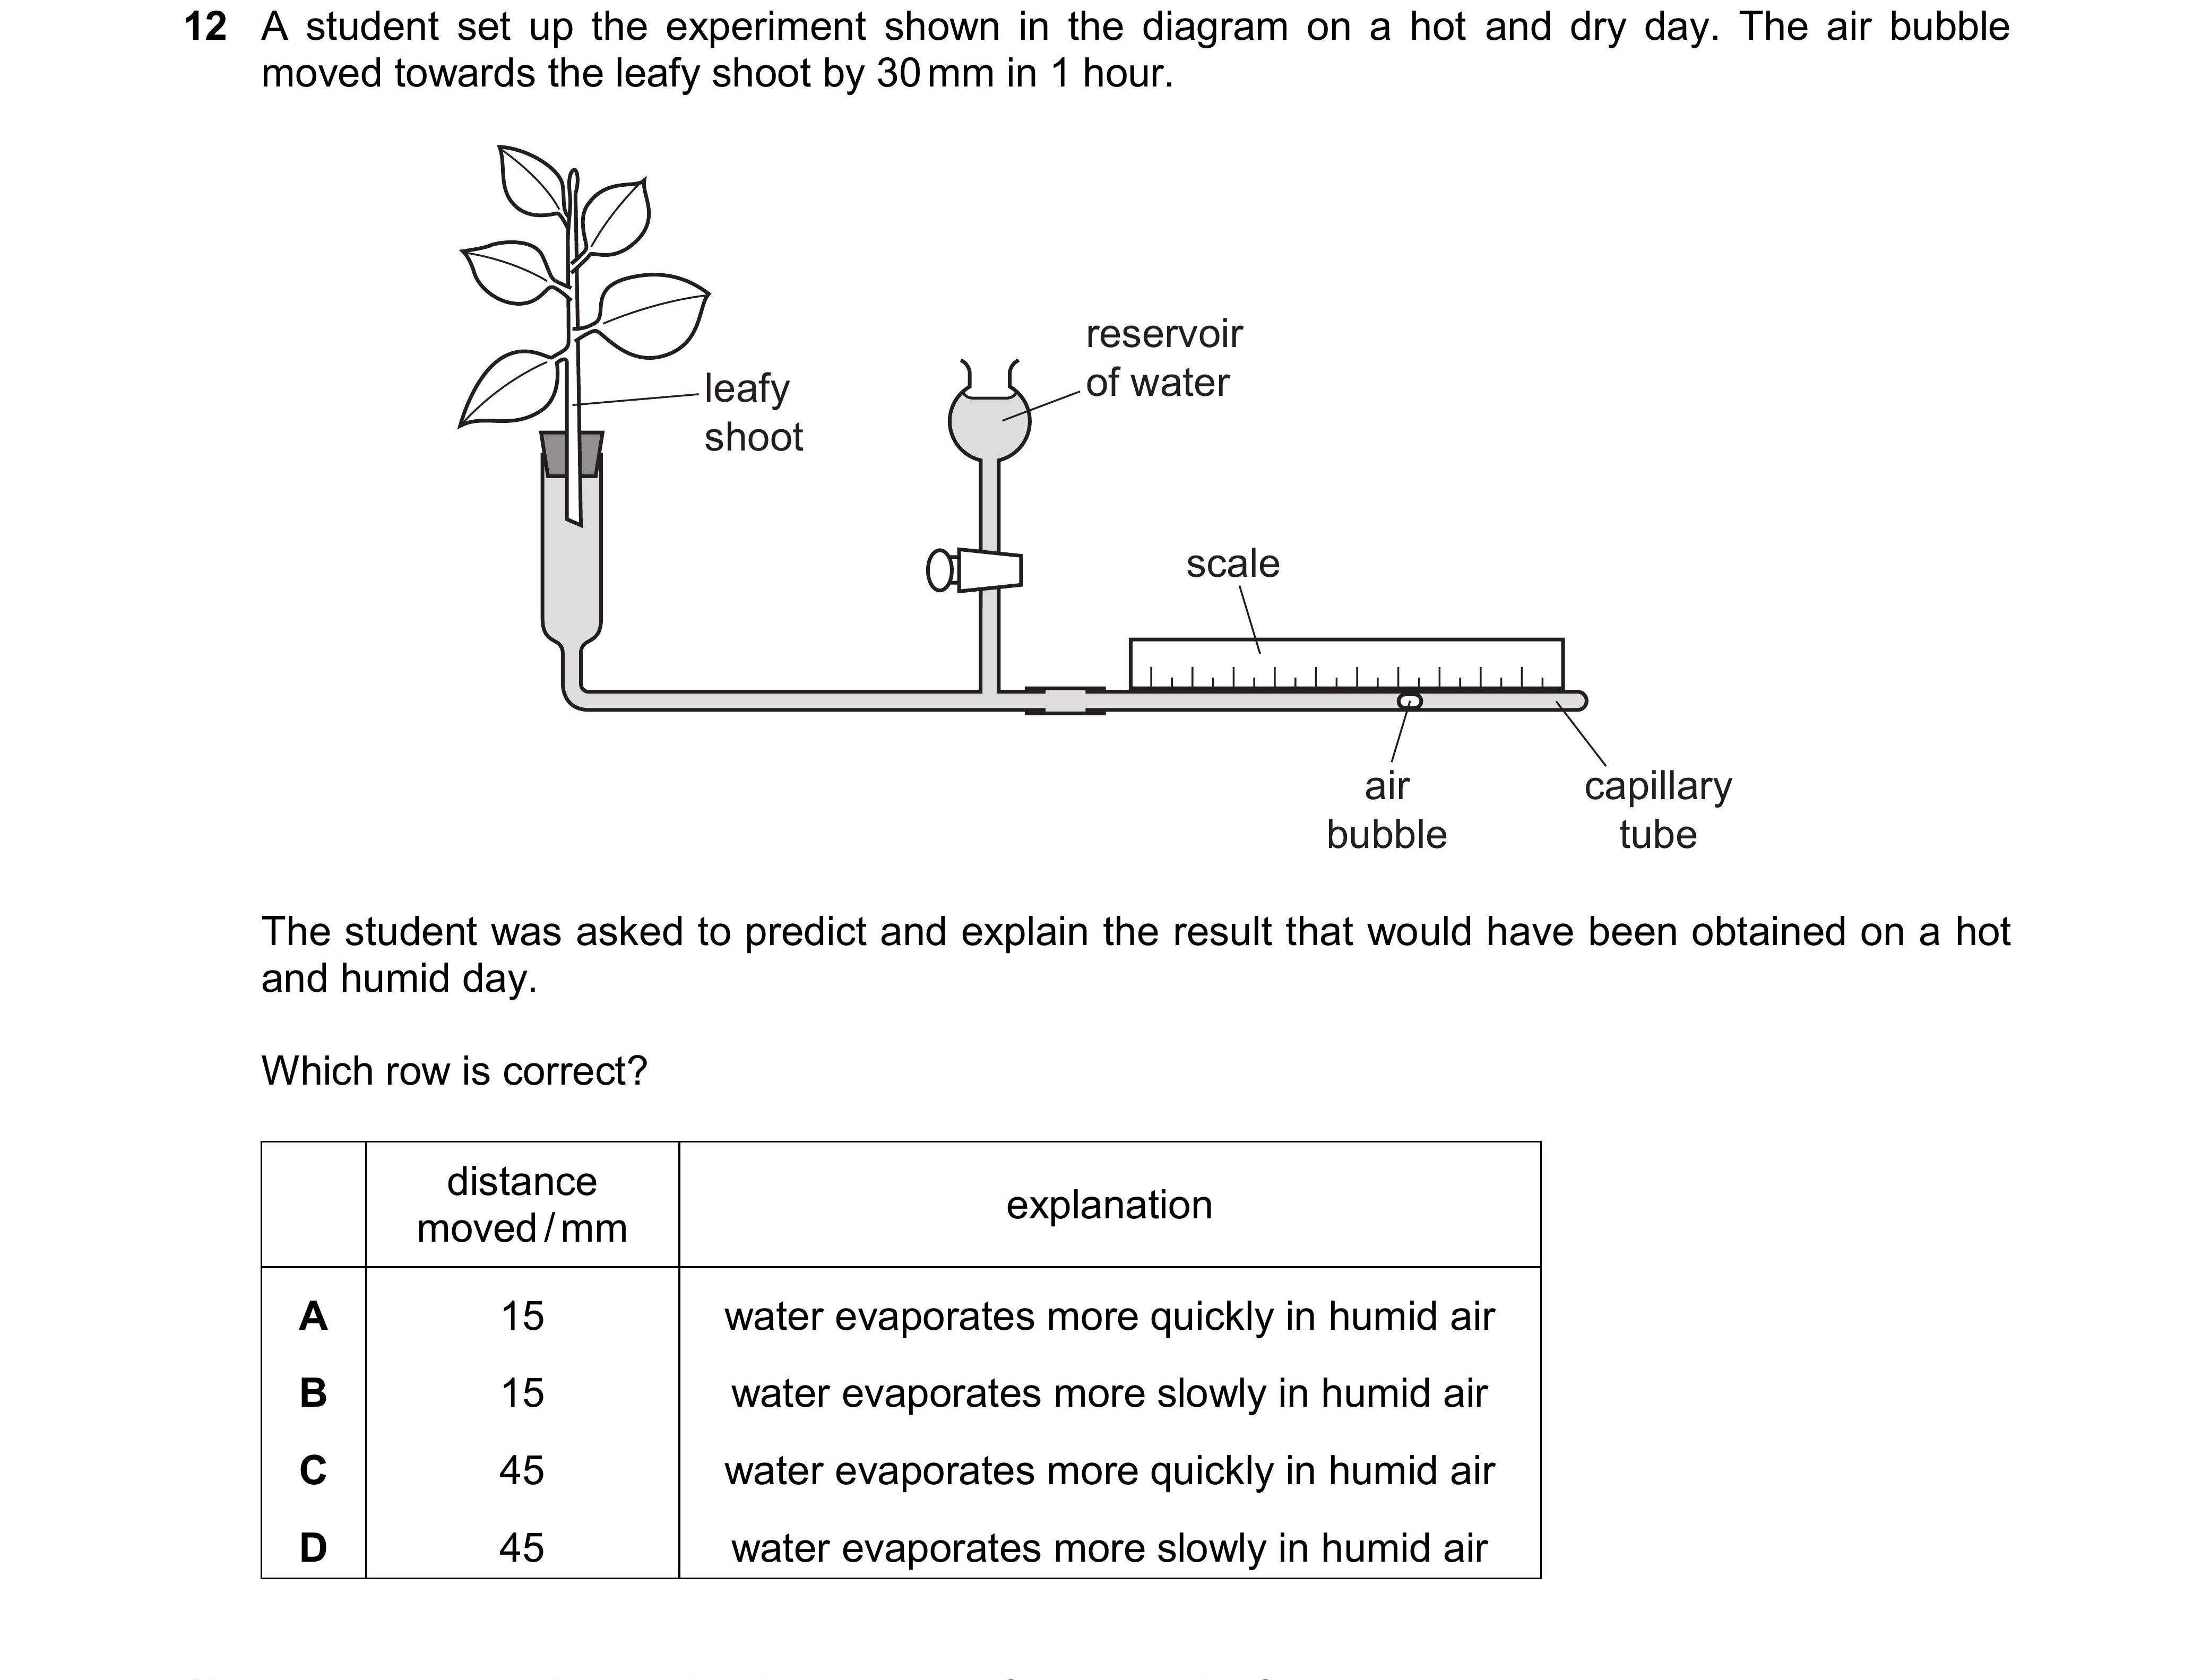 12 A student set up the experiment shown in the diagram on a hot and dry day. The air bubble
moved towards the leafy shoot by 30 mm in 1 hour.
reservoir
of water
leafy
shoot
scale
air
bubble
capillary
tube
The student was asked to predict and explain the result that would have been obtained on a hot
and humid day.
Which row is correct?
distance
moved / mm
explanation
A 15 water evaporates more quickly in humid air
B 15 water evaporates more slowly in humid air
C 45 water evaporates more quickly in humid air
D 45 water evaporates more slowly in humid air